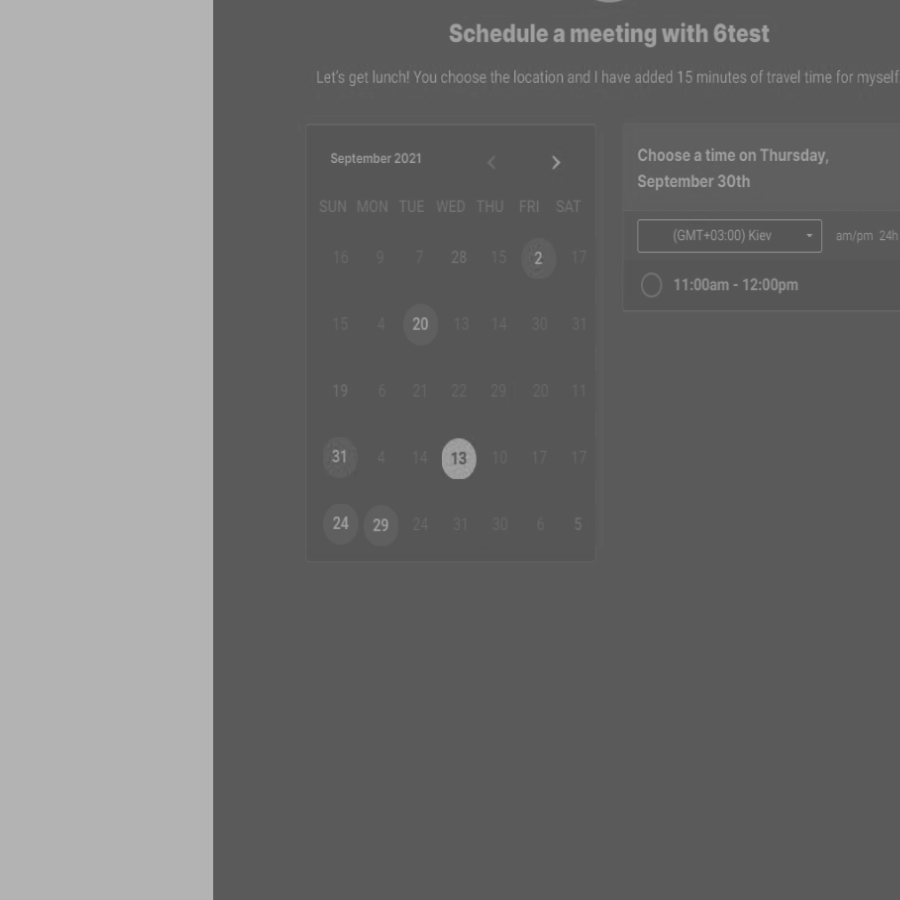 Schedule a meeting with 6test
Let's get lunch! You choose the location and I have added 15 minutes of travel time for myself
September 2021
SUN MON TUE WED THU FRI SAT
16 9 7 28 15 2 17
15 4 20 13 14 30 31
19 6 21 22 29 20 11
31 4 14 13 10 17 17
24 29 24 31 30 6 5
Choose a time on Thursday,
September 30th
(GMT+03:00) Kiev am/pm 24h
11:00am - 12:00pm